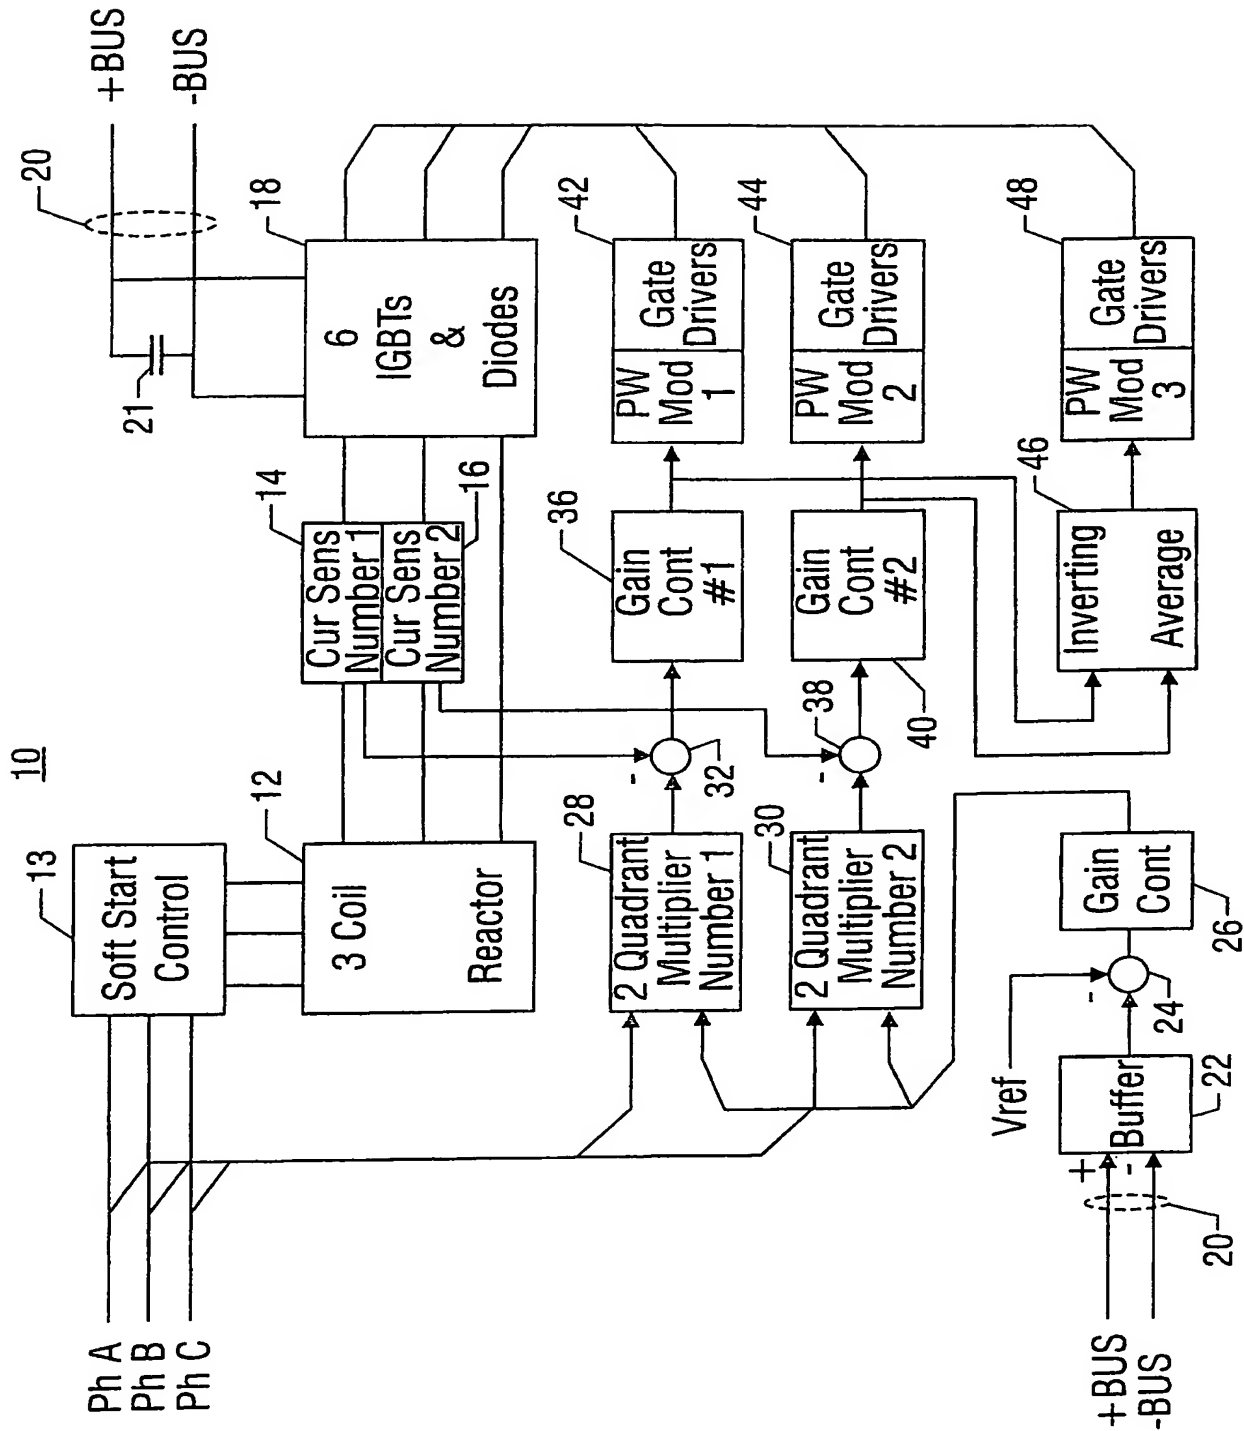 10
Ph A
Ph B
Ph C
13
Soft Start
Control
12
3 Coil
Reactor
14
Cur Sens
Number 1
Cur Sens
Number 2
16
18
6
IGBTs
&
Diodes
20
+BUS
-BUS
21
28
2 Quadrant
Multiplier
Number 1
-
32
36
Gain
Cont
#1
42
PW
Mod
1
Gate
Drivers
30
2 Quadrant
Multiplier
Number 2
-
38
40
Gain
Cont
#2
44
PW
Mod
2
Gate
Drivers
46
Inverting
Average
48
PW
Mod
3
Gate
Drivers
+BUS
-BUS
20
+
-
Buffer
22
Vref
-
24
Gain
Cont
26